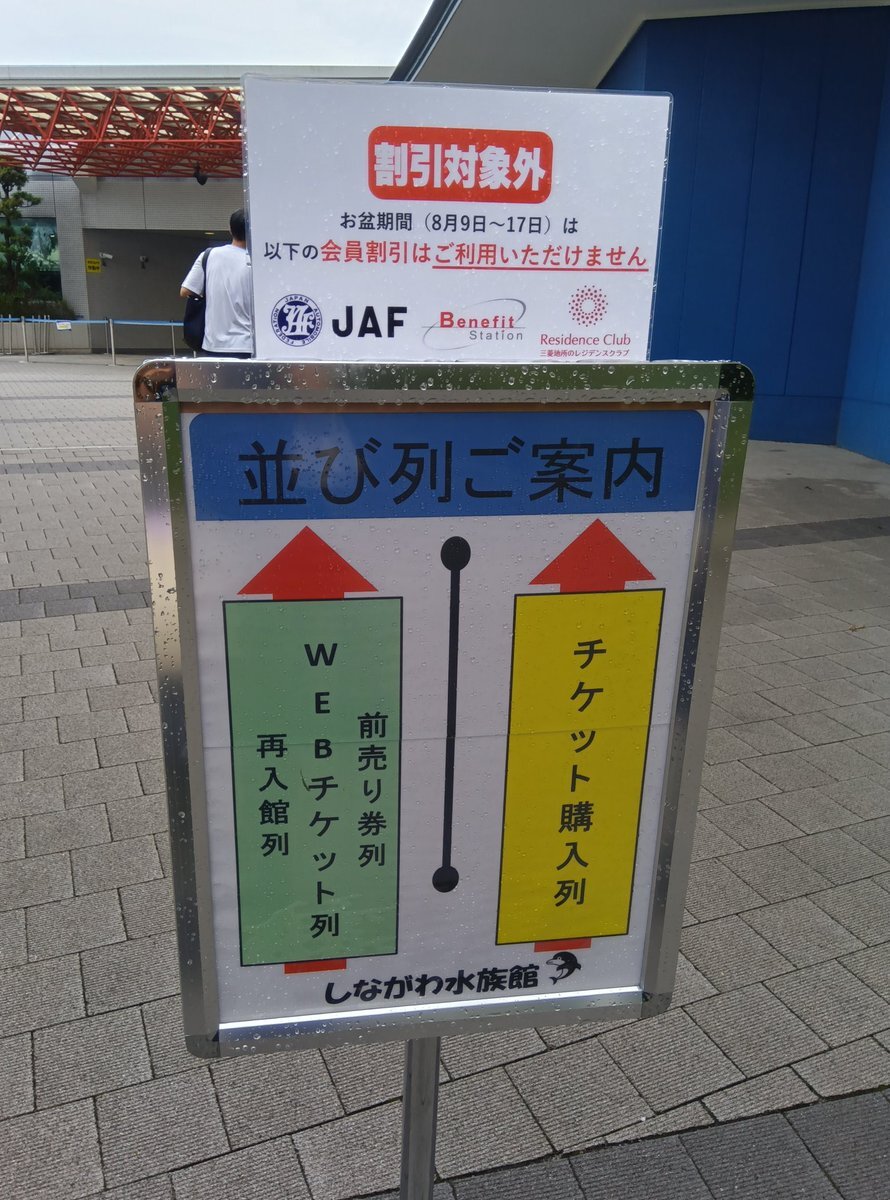 割引対象外
お盆期間（8月9日～17日）は
以下の会員割引はご利用いただけません
JAPAN AUTOMOBILE FEDERATION
JAF
Benefit
Station
Residence Club
三菱地所のレジデンスクラブ
並び列ご案内
前売り券列
WEBチケット列
再入館列
チケット購入列
しながわ水族館